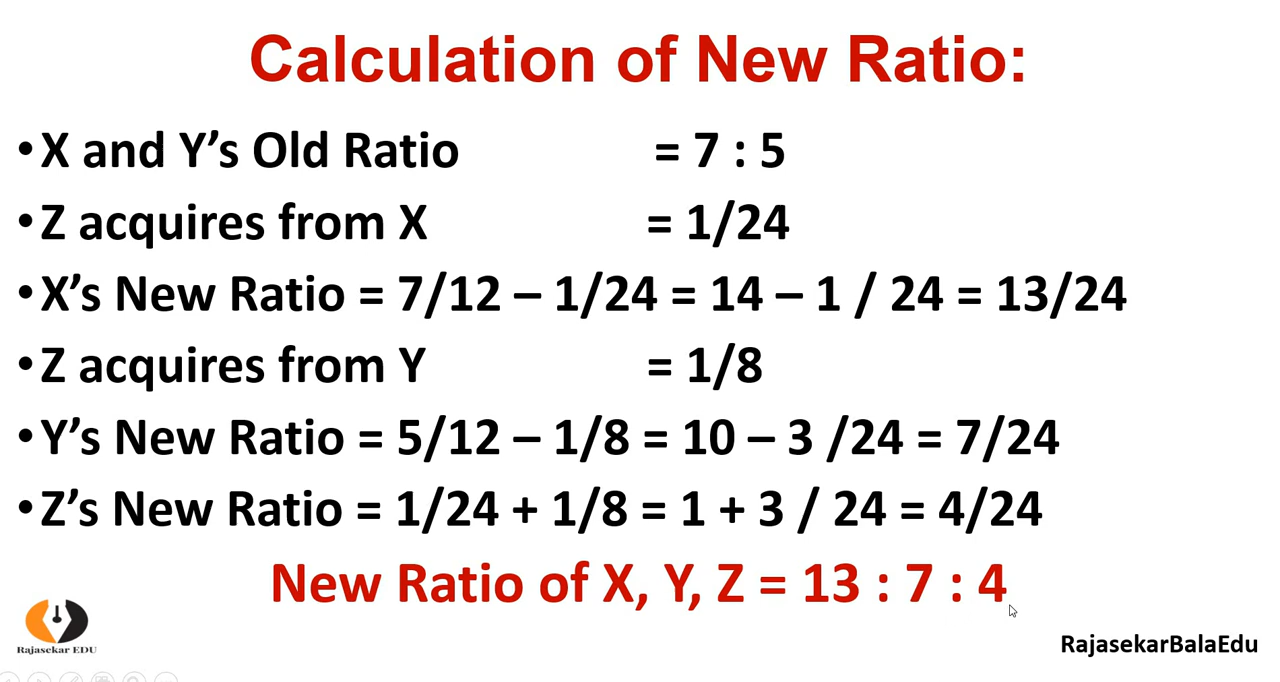 Calculation of New Ratio:
•X and Y’s Old Ratio = 7 : 5
•Z acquires from X = 1/24
•X’s New Ratio = 7/12 – 1/24 = 14 – 1 / 24 = 13/24
•Z acquires from Y = 1/8
•Y’s New Ratio = 5/12 – 1/8 = 10 – 3 /24 = 7/24
•Z’s New Ratio = 1/24 + 1/8 = 1 + 3 / 24 = 4/24
New Ratio of X, Y, Z = 13 : 7 : 4
Rajasekar EDU
RajasekarBalaEdu